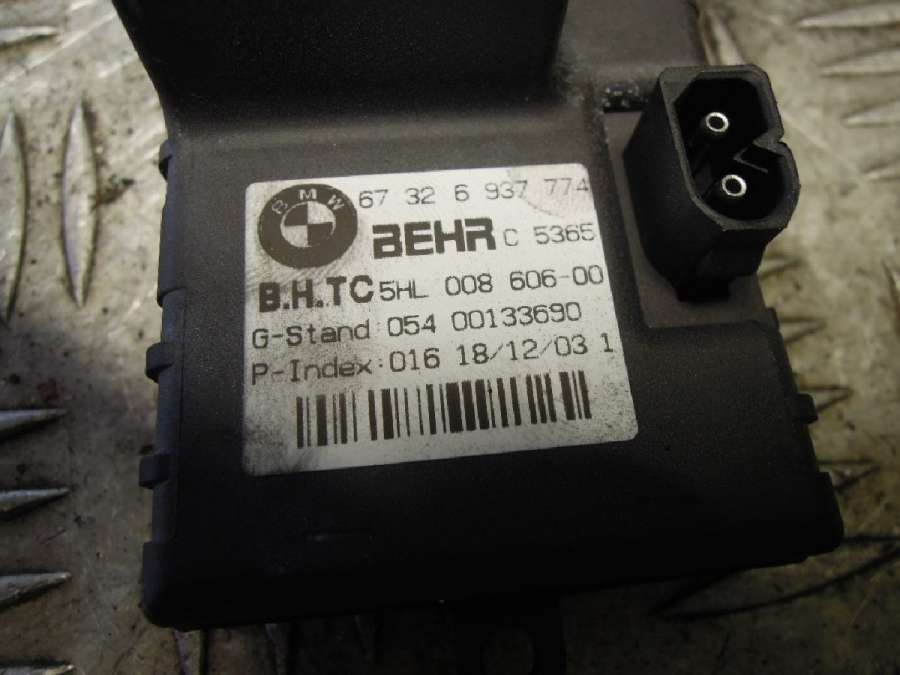 BMW 67 32 6 937 774
BEHR C 5365
B.H.TC 5HL 008 606-00
G-Stand:054 00133690
P-Index:016 18/12/03 1